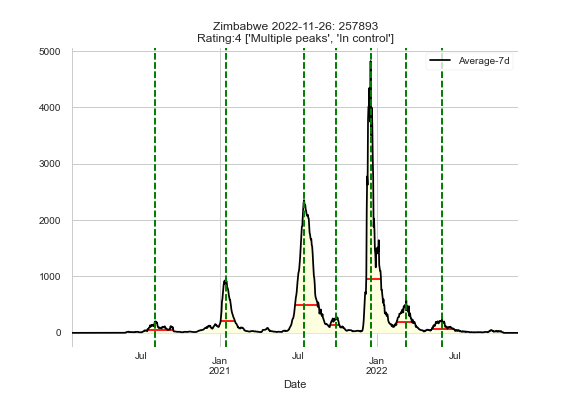 Zimbabwe 2022-11-26: 257893
Rating:4 ['Multiple peaks', 'In control']
Average-7d
5000
4000
3000
2000
1000
0
Jul
Jan
2021
Jul
Jan
2022
Jul
Date